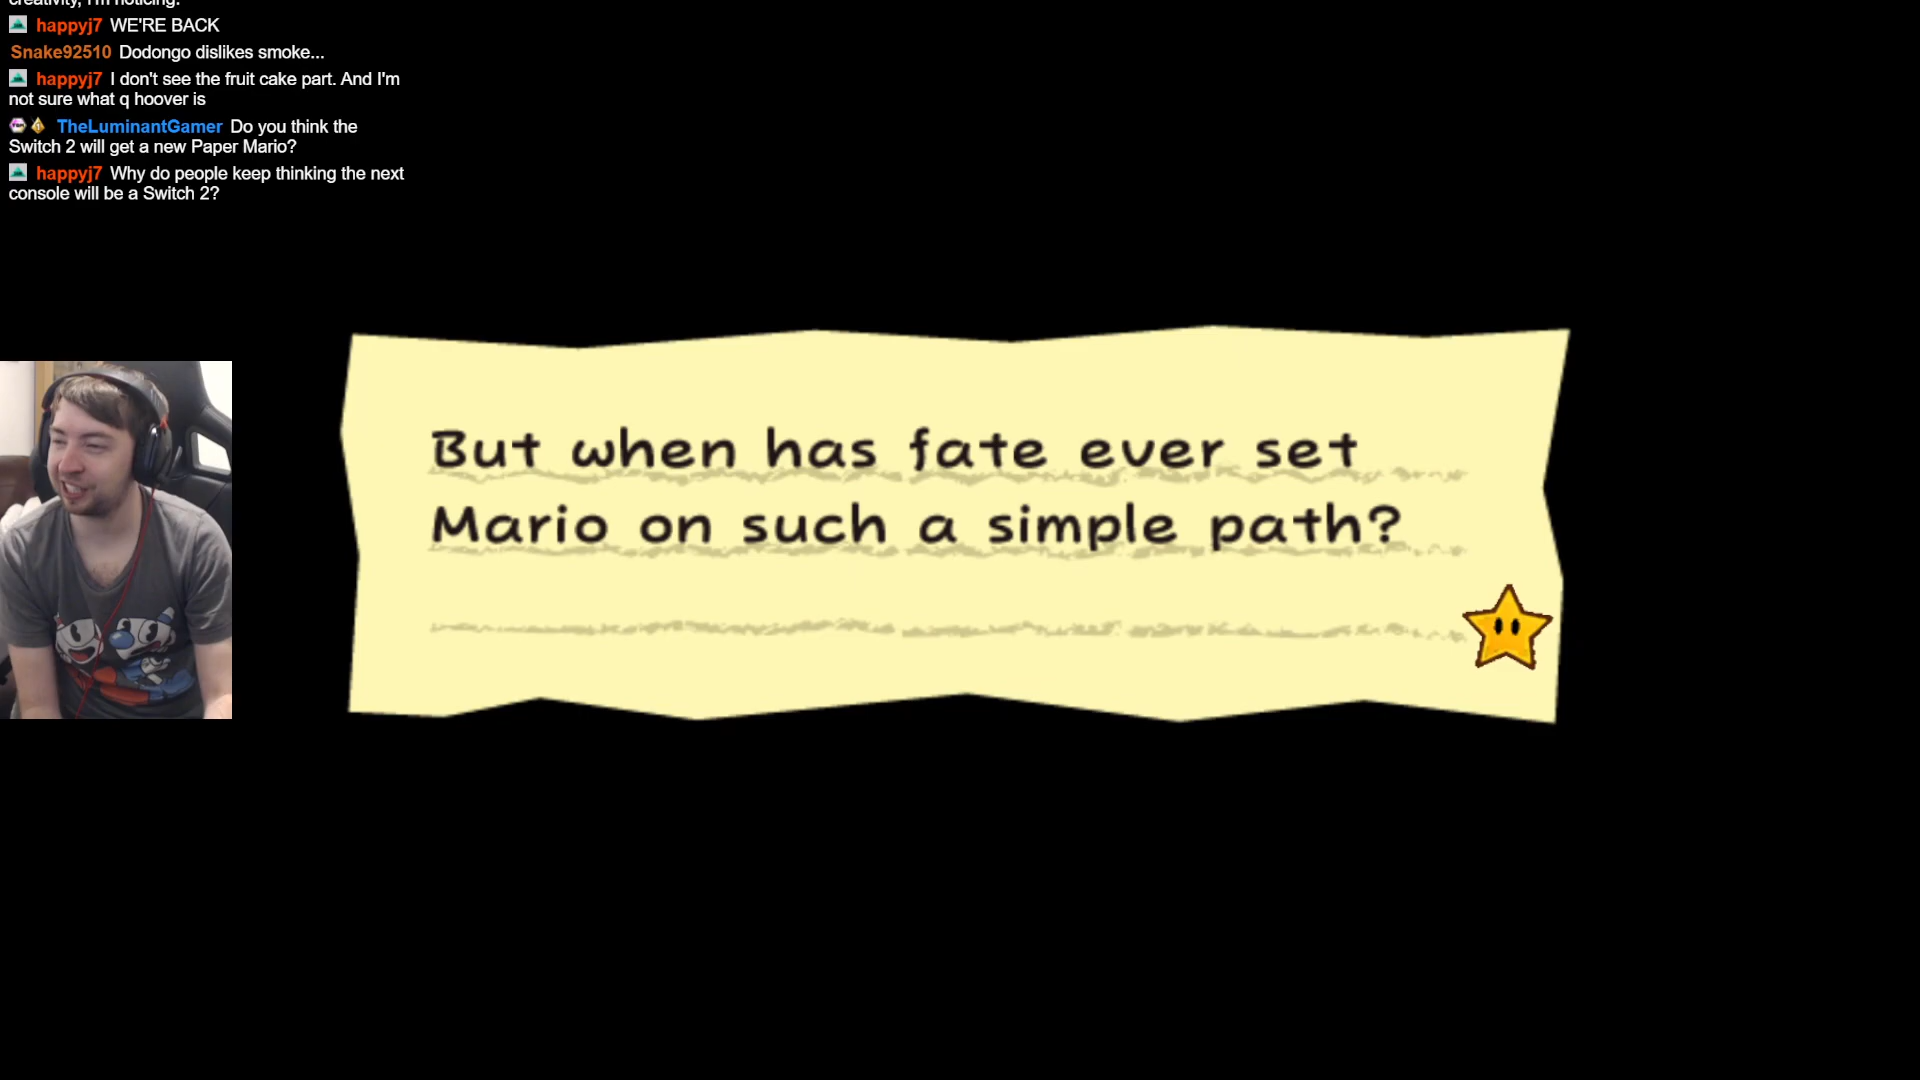 creativity, I'm noticing.
happyj7 WE'RE BACK
Snake92510 Dodongo dislikes smoke...
happyj7 I don't see the fruit cake part. And I'm
not sure what q hoover is
TheLuminantGamer Do you think the
Switch 2 will get a new Paper Mario?
happyj7 Why do people keep thinking the next
console will be a Switch 2?
But when has fate ever set
Mario on such a simple path?